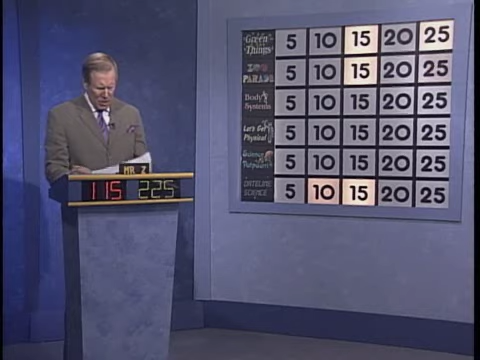 Green Things 5 10 15 20 25
ZOO PARADE 5 10 15 20 25
Body Systems 5 10 15 20 25
Let's Get Physical 5 10 15 20 25
5 10 15 20 25
DATELINE SCIENCE 5 10 15 20 25
MR. Z
115 225